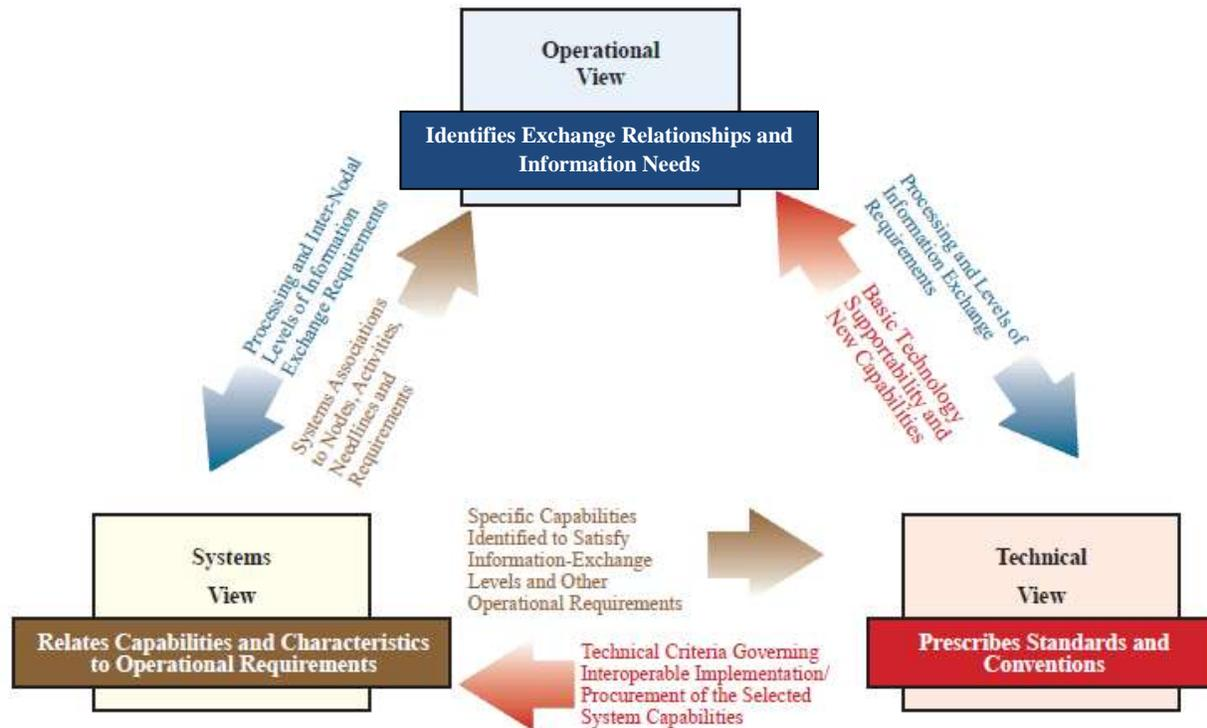 Operational
View
Identifies Exchange Relationships and
Information Needs
Processing and Inter-Nodal
Levels of Information
Exchange Requirements
Systems Associations
to Nodes, Activities,
Needlines and
Requirements
Basic Technology
Supportability and
New Capabilities
Processing and Levels of
Information Exchange
Requirements
Systems
View
Relates Capabilities and Characteristics
to Operational Requirements
Specific Capabilities
Identified to Satisfy
Information-Exchange
Levels and Other
Operational Requirements
Technical Criteria Governing
Interoperable Implementation/
Procurement of the Selected
System Capabilities
Technical
View
Prescribes Standards and
Conventions